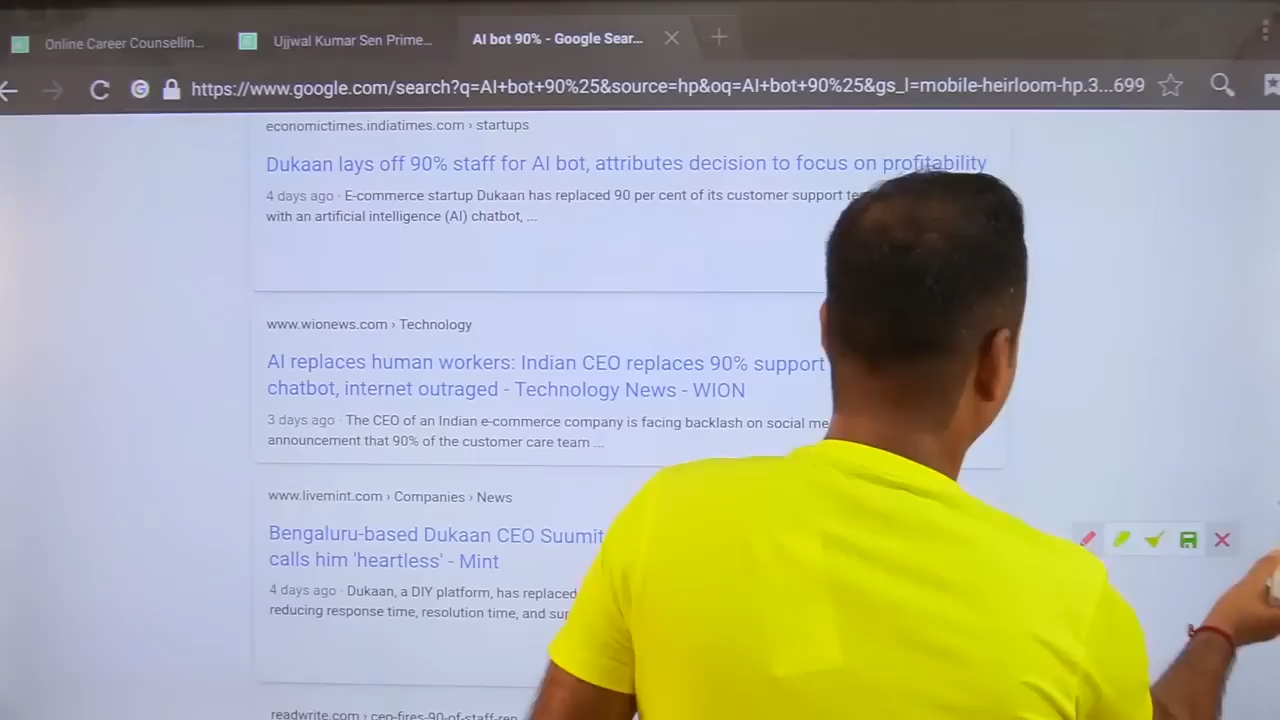 Online Career Counsellin...
Ujjwal Kumar Sen Prime...
AI bot 90% - Google Sear...
https://www.google.com/search?q=AI+bot+90%25&source=hp&oq=AI+bot+90%25&gs_l=mobile-heirloom-hp.3...699
economictimes.indiatimes.com › startups
Dukaan lays off 90% staff for AI bot, attributes decision to focus on profitability
4 days ago · E-commerce startup Dukaan has replaced 90 per cent of its customer support
with an artificial intelligence (AI) chatbot, ...
www.wionews.com › Technology
AI replaces human workers: Indian CEO replaces 90% support
chatbot, internet outraged - Technology News - WION
3 days ago · The CEO of an Indian e-commerce company is facing backlash on social
announcement that 90% of the customer care team ...
www.livemint.com › Companies › News
Bengaluru-based Dukaan CEO Suumit
calls him 'heartless' - Mint
4 days ago · Dukaan, a DIY platform, has replaced
reducing response time, resolution time, and
readwrite.com › ceo-fires-90-of-staff-rep